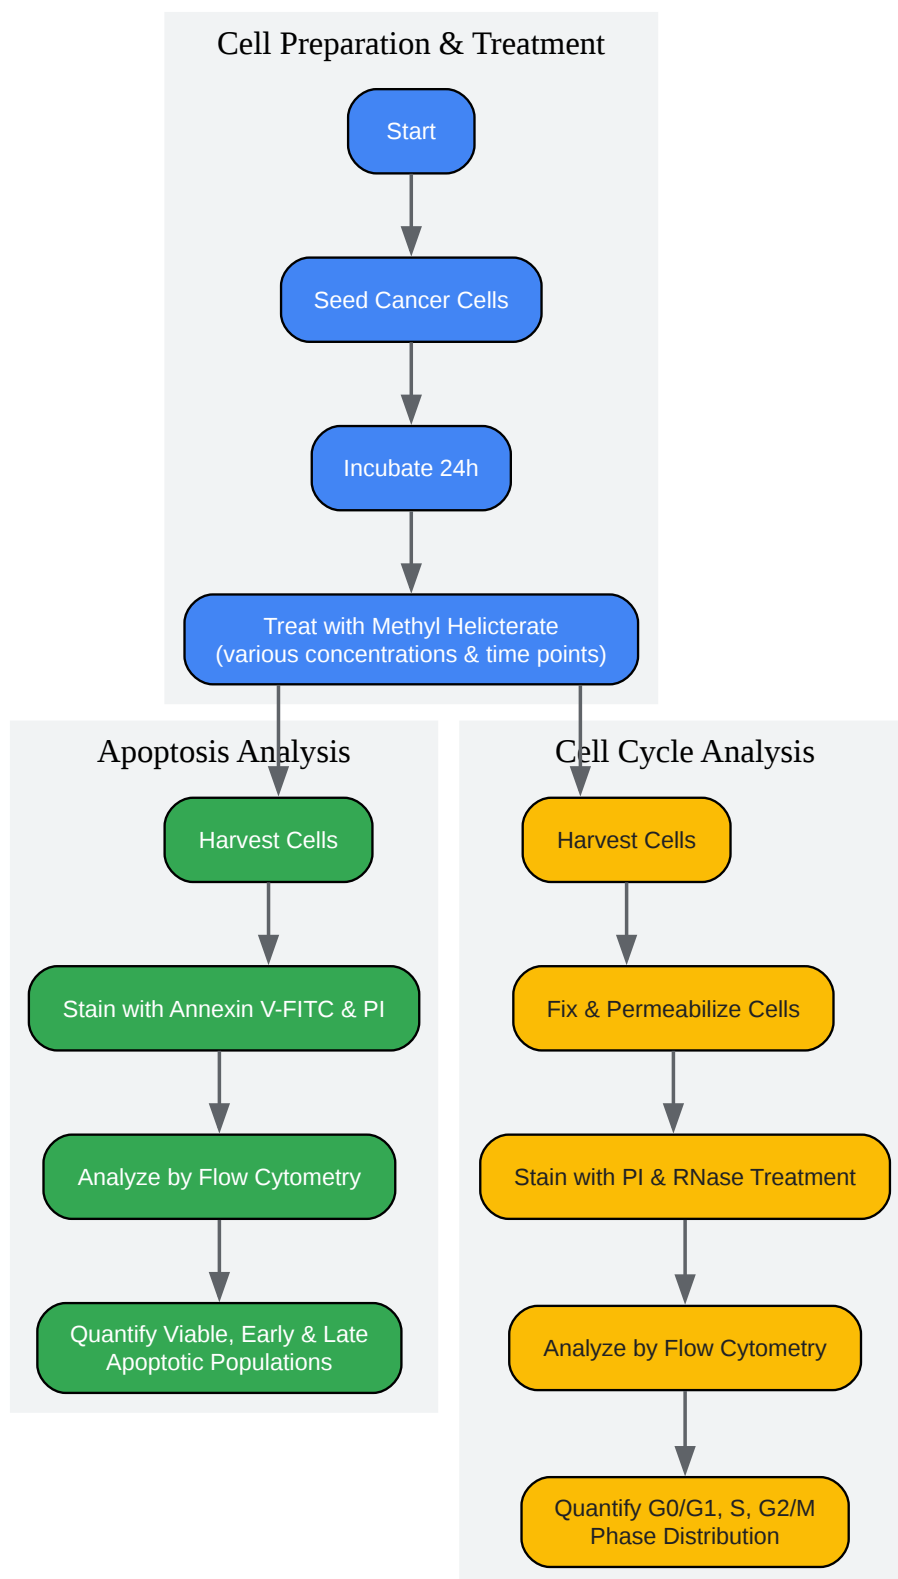 Cell Preparation & Treatment
Start
Seed Cancer Cells
Incubate 24h
Treat with Methyl Helicterate
(various concentrations & time points)
Apoptosis Analysis
Harvest Cells
Stain with Annexin V-FITC & PI
Analyze by Flow Cytometry
Quantify Viable, Early & Late
Apoptotic Populations
Cell Cycle Analysis
Harvest Cells
Fix & Permeabilize Cells
Stain with PI & RNase Treatment
Analyze by Flow Cytometry
Quantify G0/G1, S, G2/M
Phase Distribution